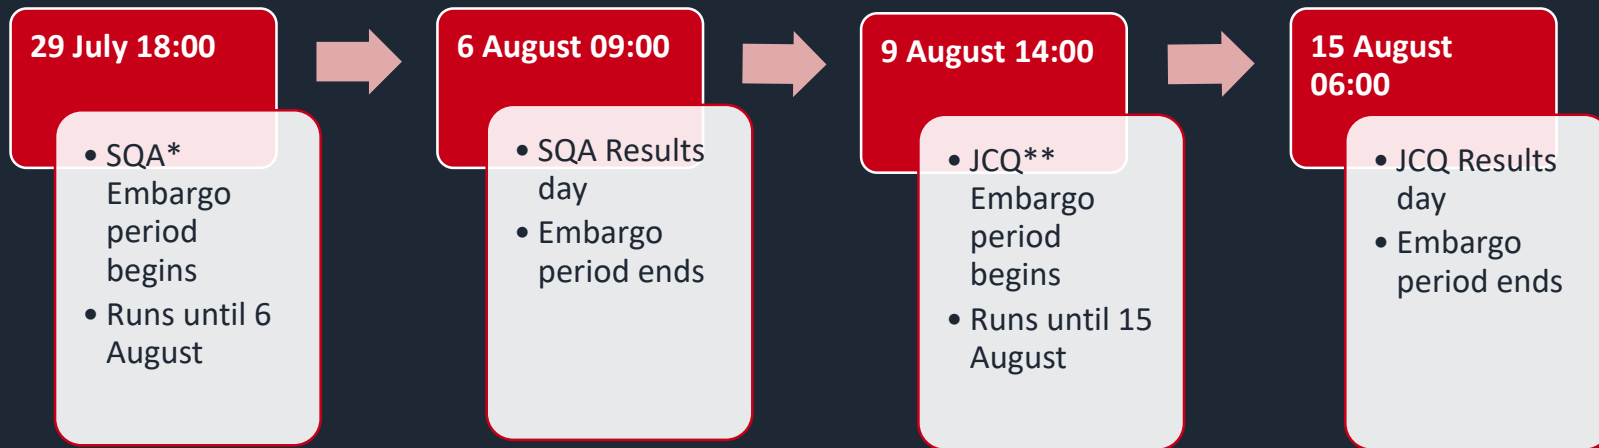 29 July 18:00
• SQA*
Embargo
period
begins
• Runs until 6
August
6 August 09:00
• SQA Results
day
• Embargo
period ends
9 August 14:00
• JCQ**
Embargo
period
begins
• Runs until 15
August
15 August
06:00
• JCQ Results
day
• Embargo
period ends